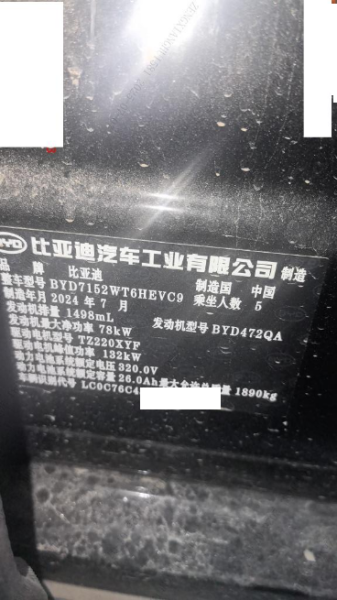 BYD 比亚迪汽车工业有限公司 制造
品 牌 比亚迪
整车型号 BYD7152WT6HEVC9 制造国 中国
制造年月 2024 年 7 月 乘坐人数 5
发动机排量 1498mL
发动机最大净功率 78kW 发动机型号 BYD472QA
驱动电机型号 TZ220XYF
驱动电机峰值功率 132kW
动力电池系统额定电压 320.0V
动力电池系统额定容量 26.0Ah 最大允许总质量 1890kg
车辆识别代号 LC0C76C4